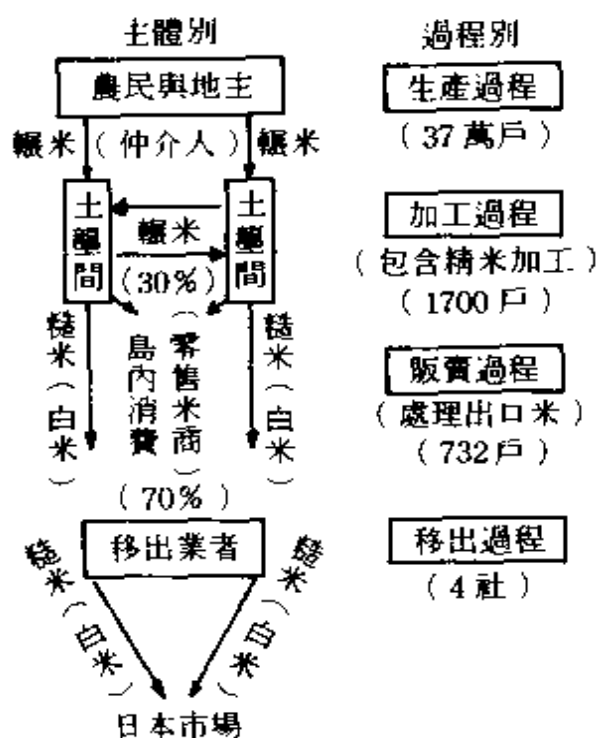 主體別
農民與地主
輾米(仲介人)輾米
土壟間
土壟間
輾米
(30%)
糙米(白米)
島內消費
(零售米商)
糙米(白米)
(70%)
移出業者
糙米(白米)
糙米(白米)
日本市場
過程別
生產過程
(37萬戶)
加工過程
(包含精米加工)
(1700戶)
販賣過程
(處理出口米)
(732戶)
移出過程
(4社)